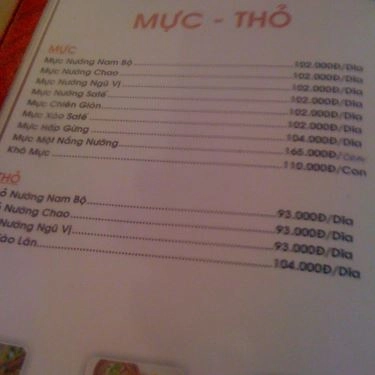 MỰC - THỎ
MỰC
Mực Nướng Nam Bộ 102.000Đ/Dĩa
Mực Nướng Chao 102.000Đ/Dĩa
Mực Nướng Ngũ Vị 102.000Đ/Dĩa
Mực Nướng Satế 102.000Đ/Dĩa
Mực Chiên Giòn 102.000Đ/Dĩa
Mực Xào Satế 102.000Đ/Dĩa
Mực Hấp Gừng 104.000Đ/Dĩa
Mực Một Nắng Nướng 165.000Đ/
Khô Mực 110.000Đ/Con
THỎ
Nướng Nam Bộ 93.000Đ/Dĩa
Nướng Chao 93.000Đ/Dĩa
Nướng Ngũ Vị 93.000Đ/Dĩa
Lăn 104.000Đ/Dĩa